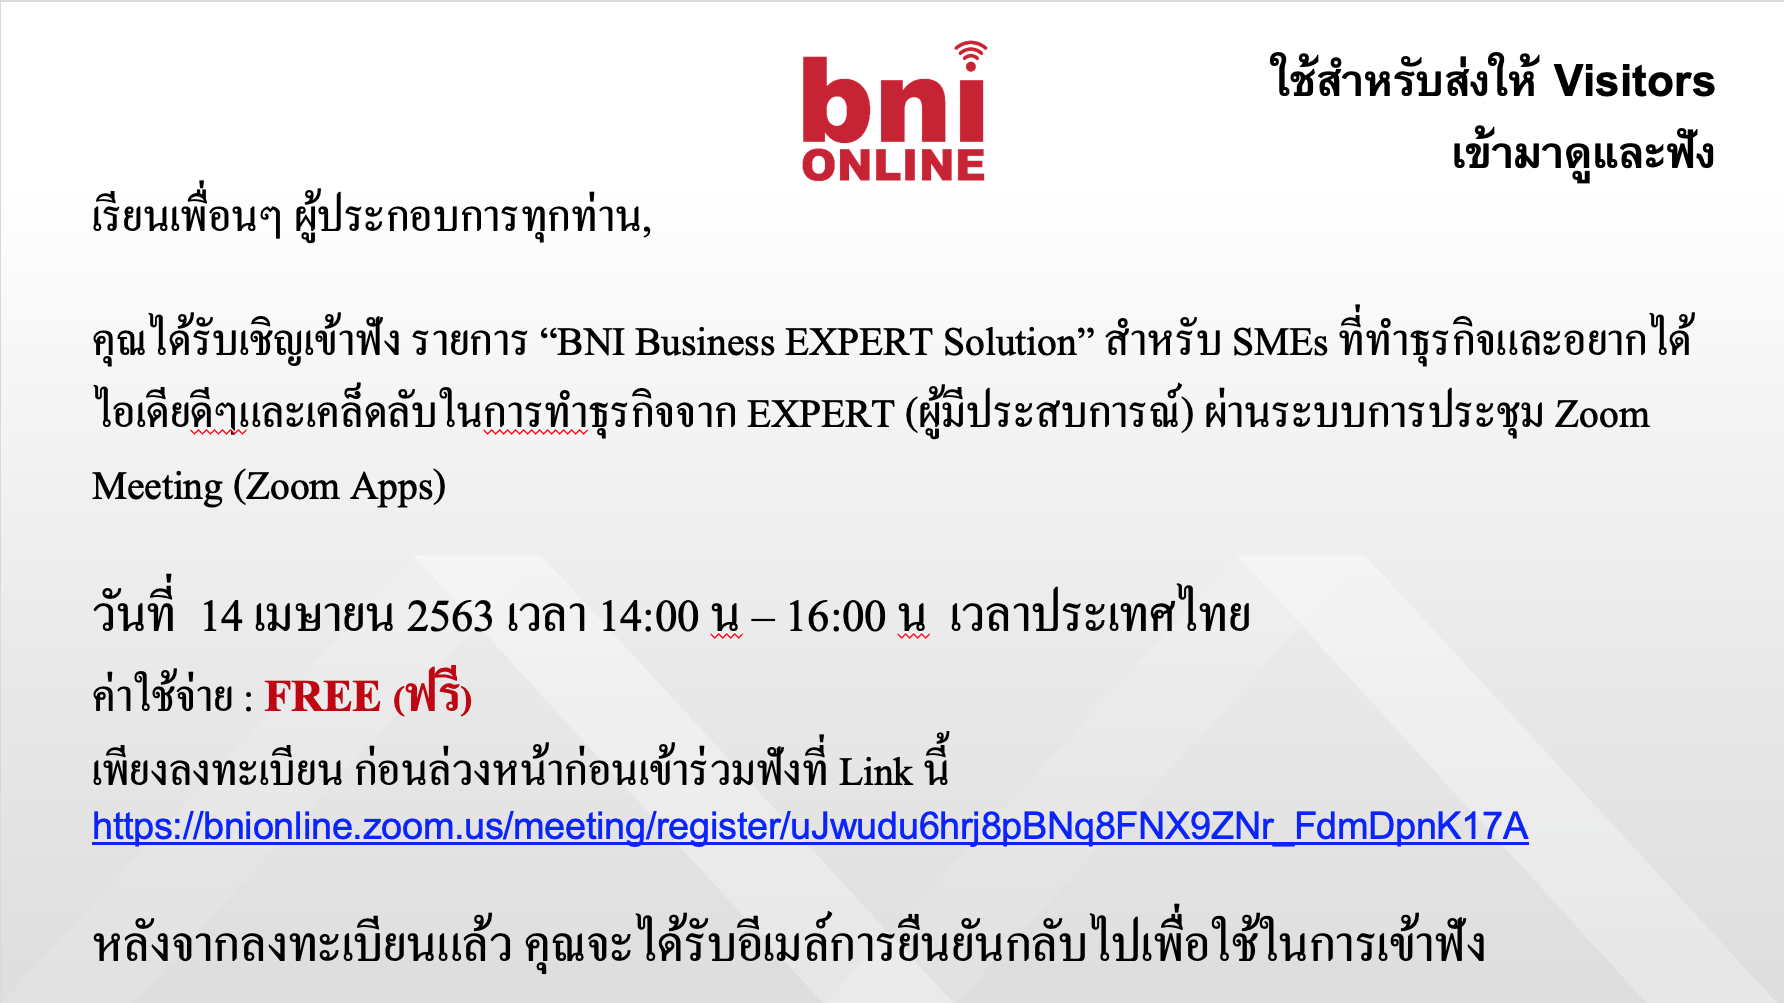 bni
ONLINE
ใช้สำหรับส่งให้ Visitors
เข้ามาดูและฟัง
เรียนเพื่อนๆ ผู้ประกอบการทุกท่าน,
คุณได้รับเชิญเข้าฟัง รายการ “BNI Business EXPERT Solution” สำหรับ SMEs ที่ทำธุรกิจและอยากได้
ไอเดียดีๆและเคล็ดลับในการทำธุรกิจจาก EXPERT (ผู้มีประสบการณ์) ผ่านระบบการประชุม Zoom
Meeting (Zoom Apps)
วันที่ 14 เมษายน 2563 เวลา 14:00 น – 16:00 น เวลาประเทศไทย
ค่าใช้จ่าย : FREE (ฟรี)
เพียงลงทะเบียน ก่อนล่วงหน้าก่อนเข้าร่วมฟังที่ Link นี้
https://bnionline.zoom.us/meeting/register/uJwudu6hrj8pBNq8FNX9ZNr_FdmDpnK17A
หลังจากลงทะเบียนแล้ว คุณจะได้รับอีเมล์การยืนยันกลับไปเพื่อใช้ในการเข้าฟัง